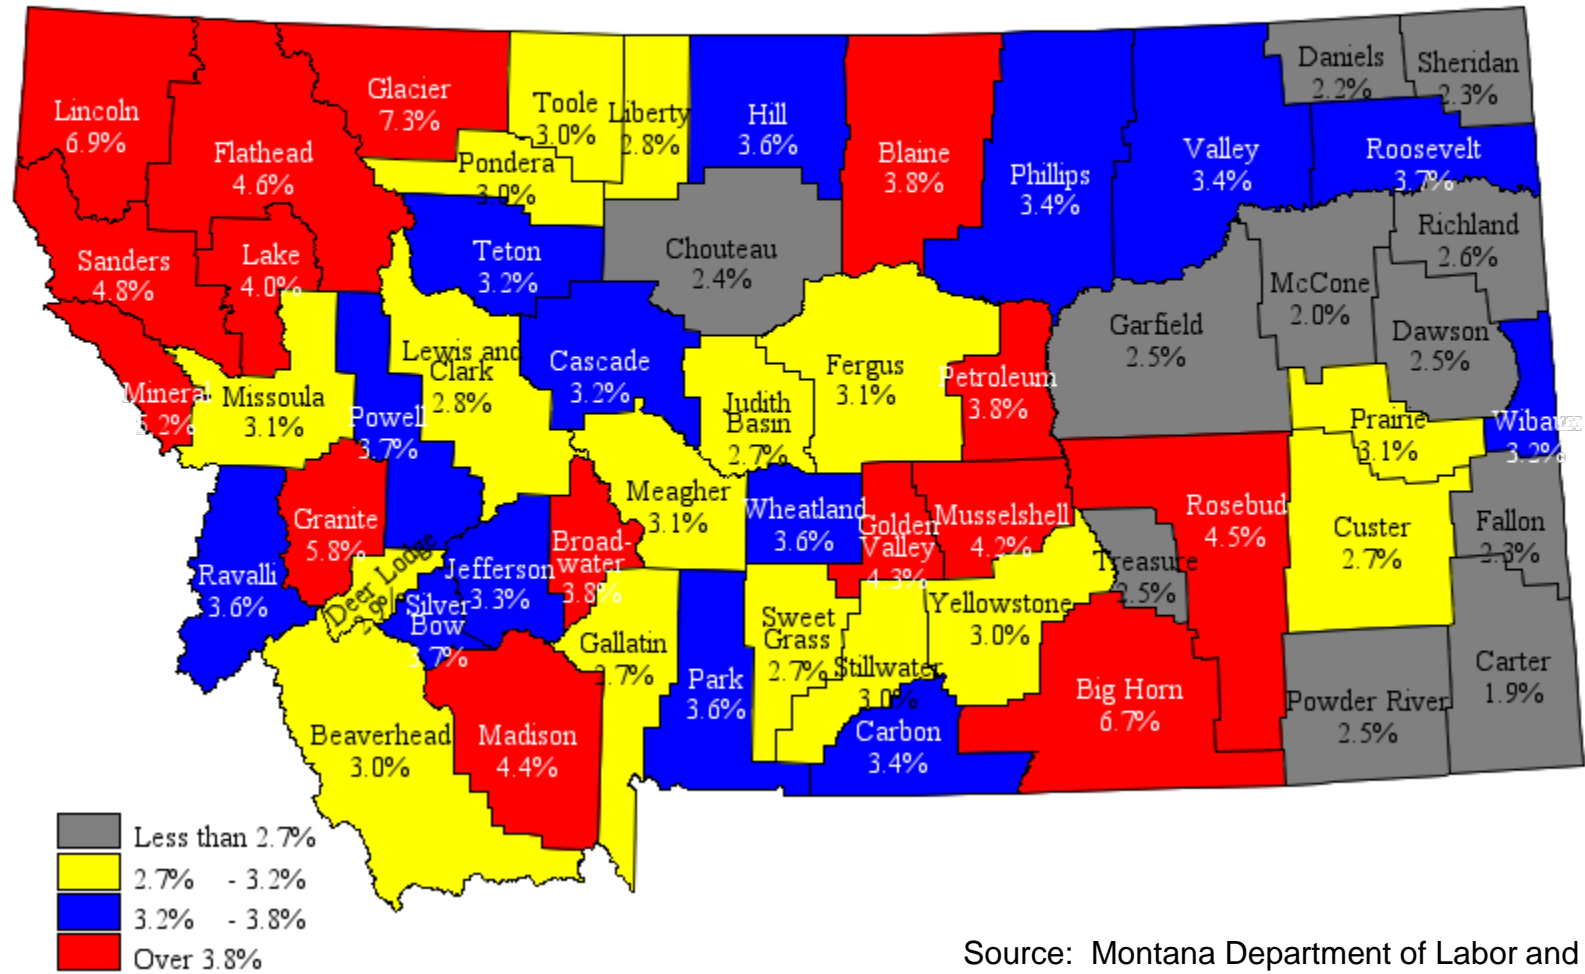 Lincoln
6.9%
Flathead
4.6%
Glacier
7.3%
Toole
3.0%
Liberty
2.8%
Hill
3.6%
Blaine
3.8%
Phillips
3.4%
Valley
3.4%
Daniels
2.2%
Sheridan
2.3%
Roosevelt
3.7%
Pondera
3.0%
Sanders
4.8%
Lake
4.0%
Teton
3.2%
Chouteau
2.4%
Richland
2.6%
McCone
2.0%
Dawson
2.5%
Garfield
2.5%
Mineral
5.2%
Missoula
3.1%
Powell
3.7%
Lewis and
Clark
2.8%
Cascade
3.2%
Judith
Basin
2.7%
Fergus
3.1%
Petroleum
3.8%
Prairie
3.1%
3.2%
Ravalli
3.6%
Granite
5.8%
Deer Lodge
Silver
Bow
3.7%
Jefferson
3.3%
Broad-
water
3.8%
Meagher
3.1%
Wheatland
3.6%
Golden
Valley
4.3%
Musselshell
4.2%
Treasure
2.5%
Rosebud
4.5%
Custer
2.7%
Fallon
2.3%
Beaverhead
3.0%
Madison
4.4%
Gallatin
2.7%
Park
3.6%
Sweet
Grass
2.7%
Stillwater
3.0%
Yellowstone
3.0%
Carbon
3.4%
Big Horn
6.7%
Powder River
2.5%
Carter
1.9%
Less than 2.7%
2.7% - 3.2%
3.2% - 3.8%
Over 3.8%
Source: Montana Department of Labor and